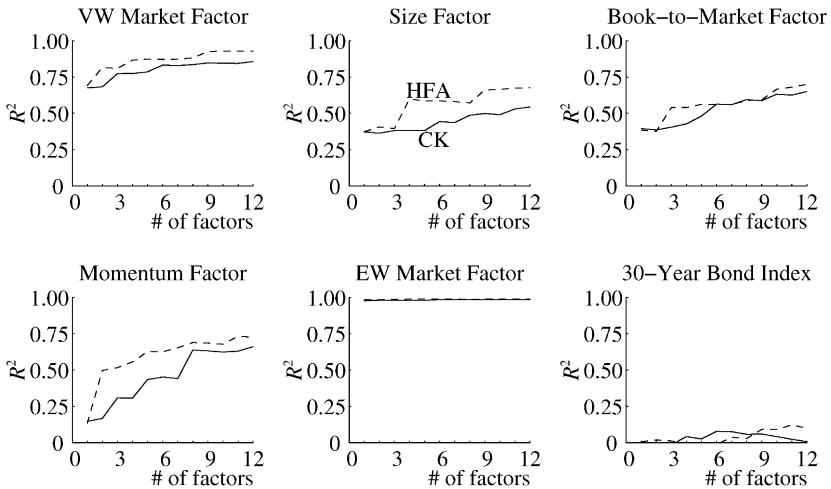 VW Market Factor
1.00
0.75
0.50
0.25
0
R²
0 3 6 9 12
# of factors
Size Factor
1.00
0.75
0.50
0.25
0
R²
HFA
CK
0 3 6 9 12
# of factors
Book−to−Market Factor
1.00
0.75
0.50
0.25
0
R²
0 3 6 9 12
# of factors
Momentum Factor
1.00
0.75
0.50
0.25
0
R²
0 3 6 9 12
# of factors
EW Market Factor
1.00
0.75
0.50
0.25
0
R²
0 3 6 9 12
# of factors
30−Year Bond Index
1.00
0.75
0.50
0.25
0
R²
0 3 6 9 12
# of factors